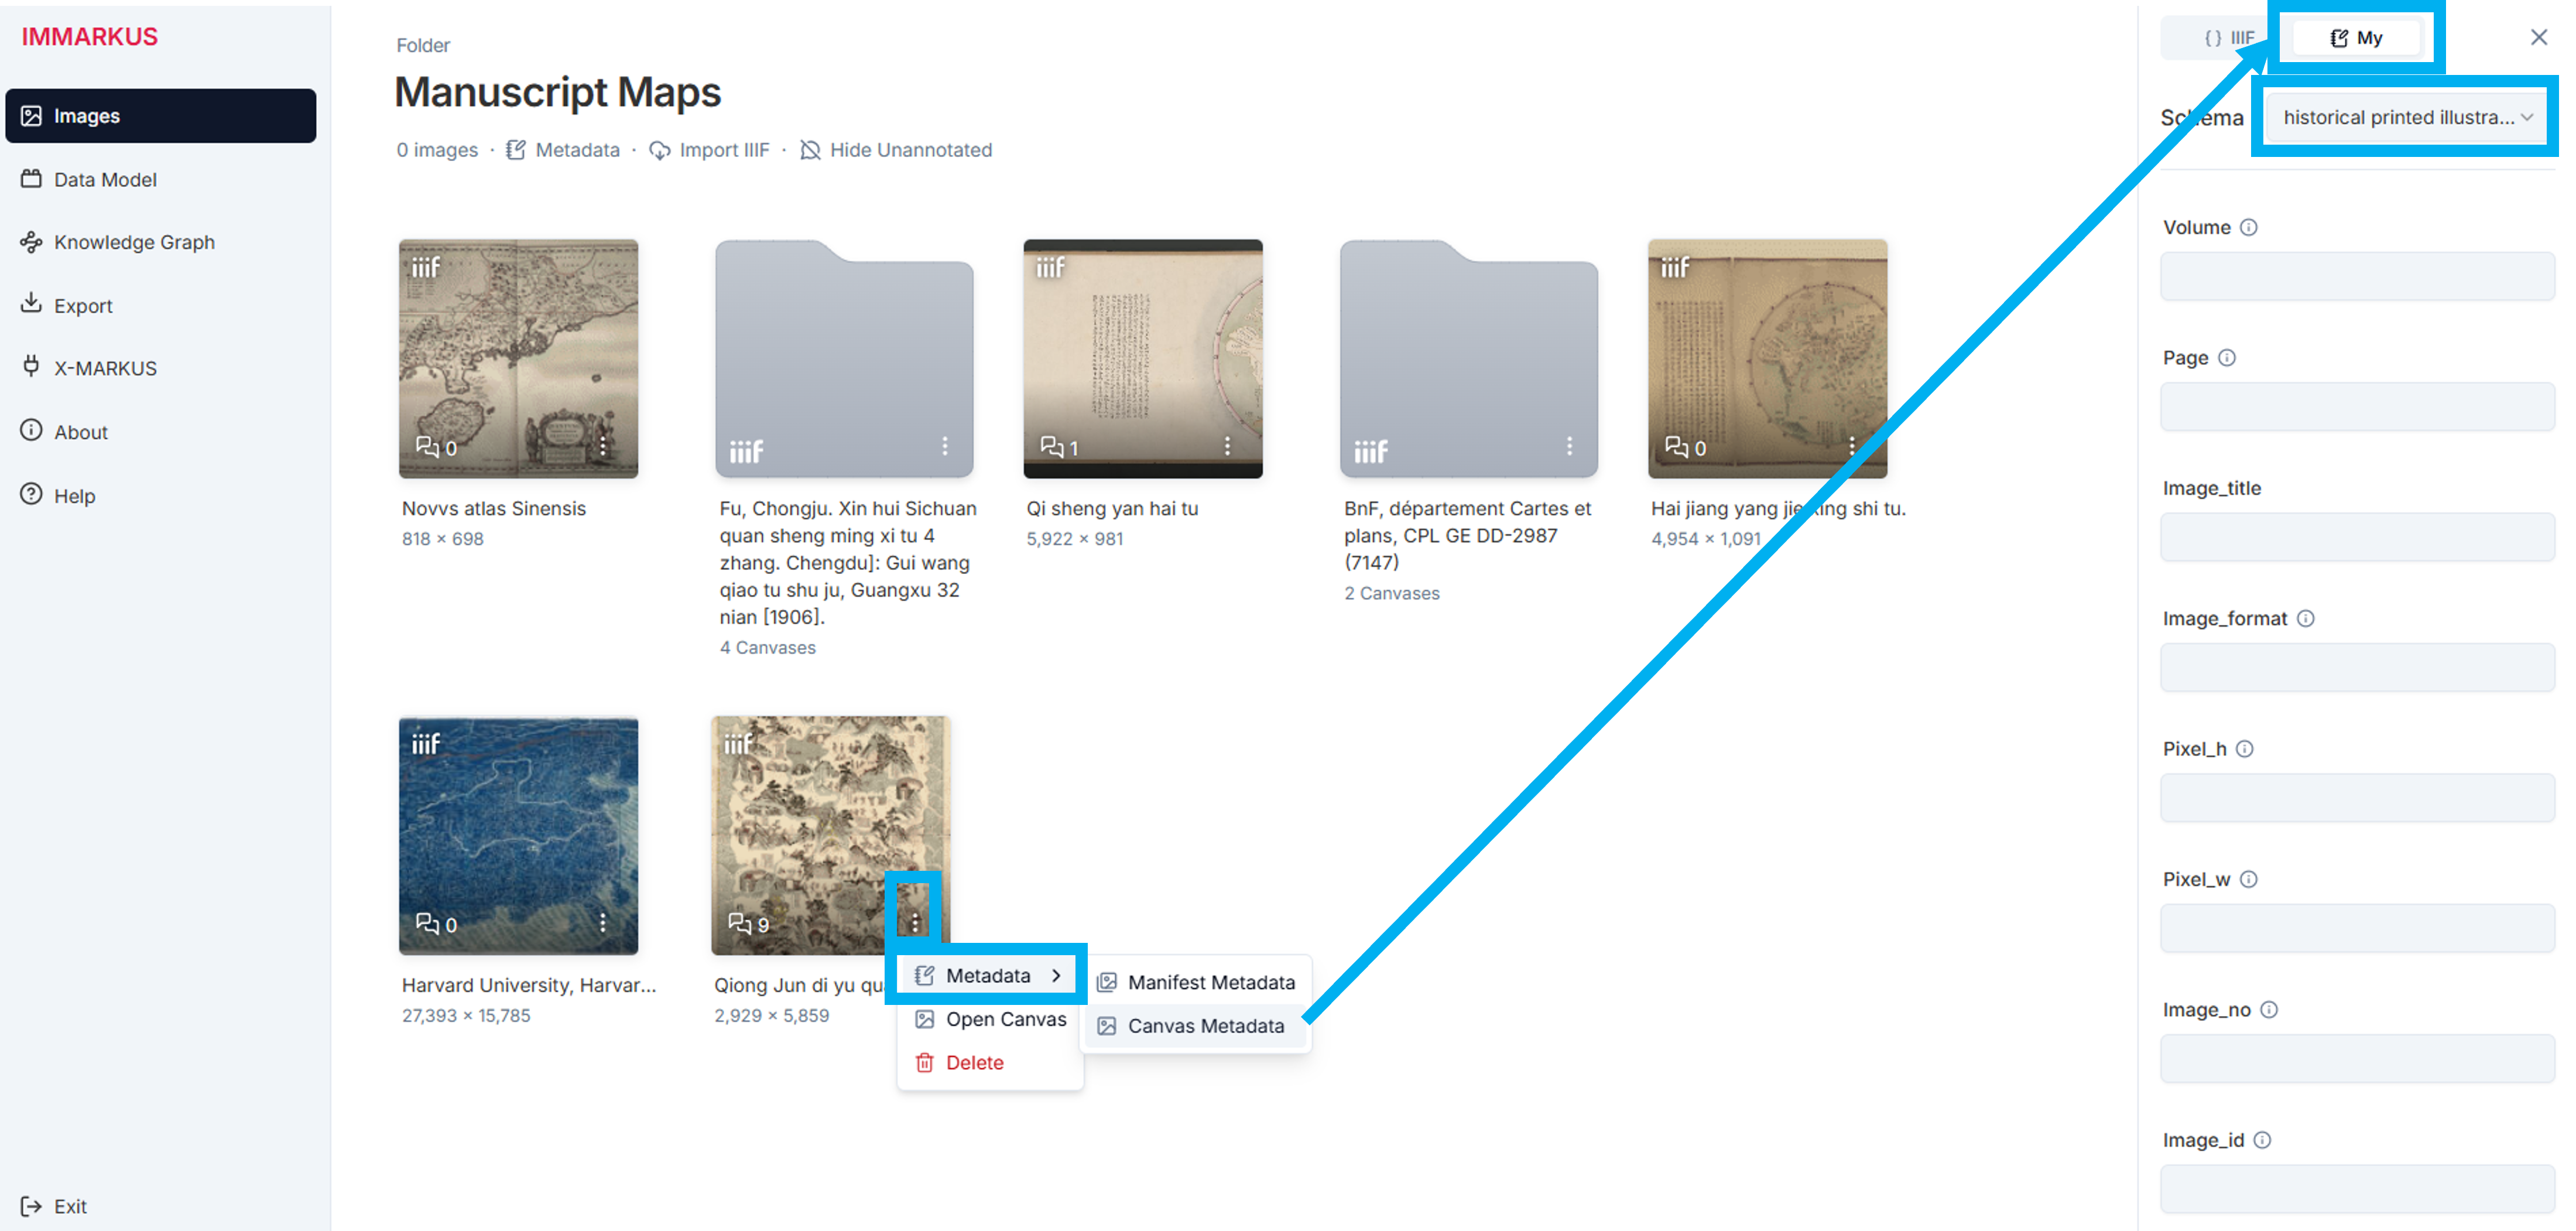 IMMARKUS
Images
Data Model
Knowledge Graph
Export
X-MARKUS
About
Help
Exit
Folder
Manuscript Maps
0 images · Metadata · Import IIIF · Hide Unannotated
iiif
0
Novvs atlas Sinensis
818 × 698
iiif
Fu, Chongju. Xin hui Sichuan
quan sheng ming xi tu 4
zhang. Chengdu]: Gui wang
qiao tu shu ju, Guangxu 32
nian [1906].
4 Canvases
iiif
1
Qi sheng yan hai tu
5,922 × 981
iiif
BnF, département Cartes et
plans, CPL GE DD-2987
(7147)
2 Canvases
iiif
0
Hai jiang yang jie xing shi tu.
4,954 × 1,091
iiif
0
Harvard University, Harvar...
27,393 × 15,785
iiif
9
Qiong Jun di yu qu
2,929 × 5,859
Metadata
Open Canvas
Delete
Manifest Metadata
Canvas Metadata
{ } IIIF
My
Schema
historical printed illustra...
Volume
Page
Image_title
Image_format
Pixel_h
Pixel_w
Image_no
Image_id